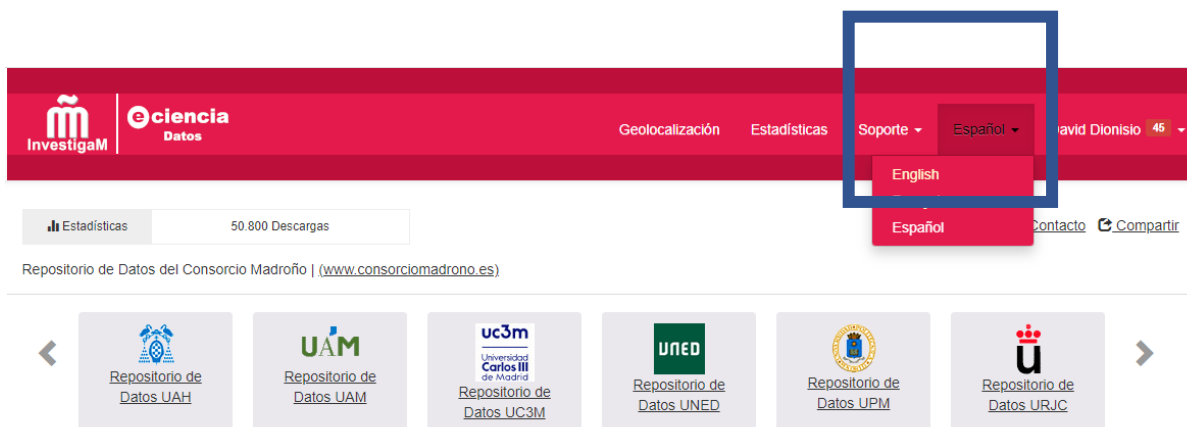 InvestigaM
eciencia
Datos
Geolocalización
Estadísticas
Soporte
Español
David Dionisio 45
English
Español
Estadísticas
50.800 Descargas
Contacto
Compartir
Repositorio de Datos del Consorcio Madroño | (www.consorciomadrono.es)
Repositorio de
Datos UAH
UAM
Repositorio de
Datos UAM
uc3m
Universidad
Carlos III
de Madrid
Repositorio de
Datos UC3M
UNED
Repositorio de
Datos UNED
Repositorio de
Datos UPM
u
Repositorio de
Datos URJC